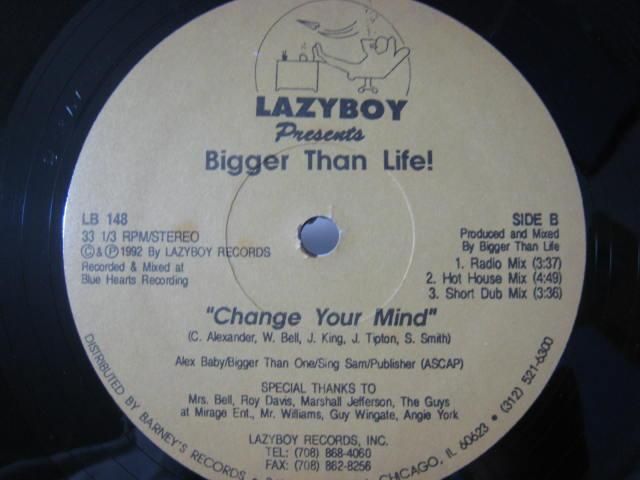 LAZYBOY
Presents
Bigger Than Life!
LB 148
33 1/3 RPM/STEREO
©&℗ 1992 By LAZYBOY RECORDS
Recorded & Mixed at
Blue Hearts Recording
SIDE B
Produced and Mixed
By Bigger Than Life
1. Radio Mix (3:37)
2. Hot House Mix (4:49)
3. Short Dub Mix (3:36)
"Change Your Mind"
(C. Alexander, W. Bell, J. King, J. Tipton, S. Smith)
Alex Baby/Bigger Than One/Sing Sam/Publisher (ASCAP)
SPECIAL THANKS TO
Mrs. Bell, Roy Davis, Marshall Jefferson, The Guys
at Mirage Ent., Mr. Williams, Guy Wingate, Angie York
LAZYBOY RECORDS, INC.
TEL: (708) 868-4060
FAX: (708) 862-8256
DISTRIBUTED BY BARNEY'S RECORDS • CHICAGO, IL 60623 • (312) 521-6300